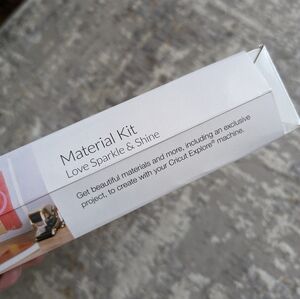 Material Kit
Love Sparkle & Shine
Get beautiful materials and more, including an exclusive
project, to create with your Cricut Explore® machine.